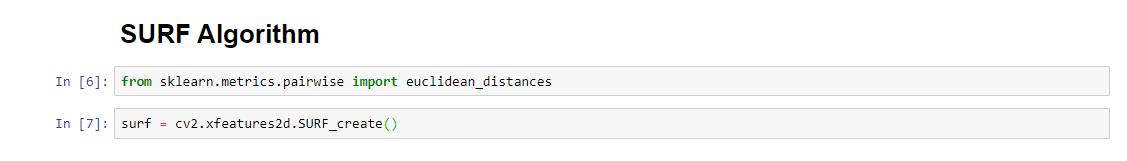 SURF Algorithm
In [6]: from sklearn.metrics.pairwise import euclidean_distances
In [7]: surf = cv2.xfeatures2d.SURF_create()